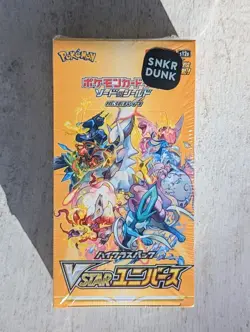 Pokémon
SNKR
DUNK
s12a
ポケモンカードゲーム
ソード&シールド
ハイクラスパック
VSTARユニバース